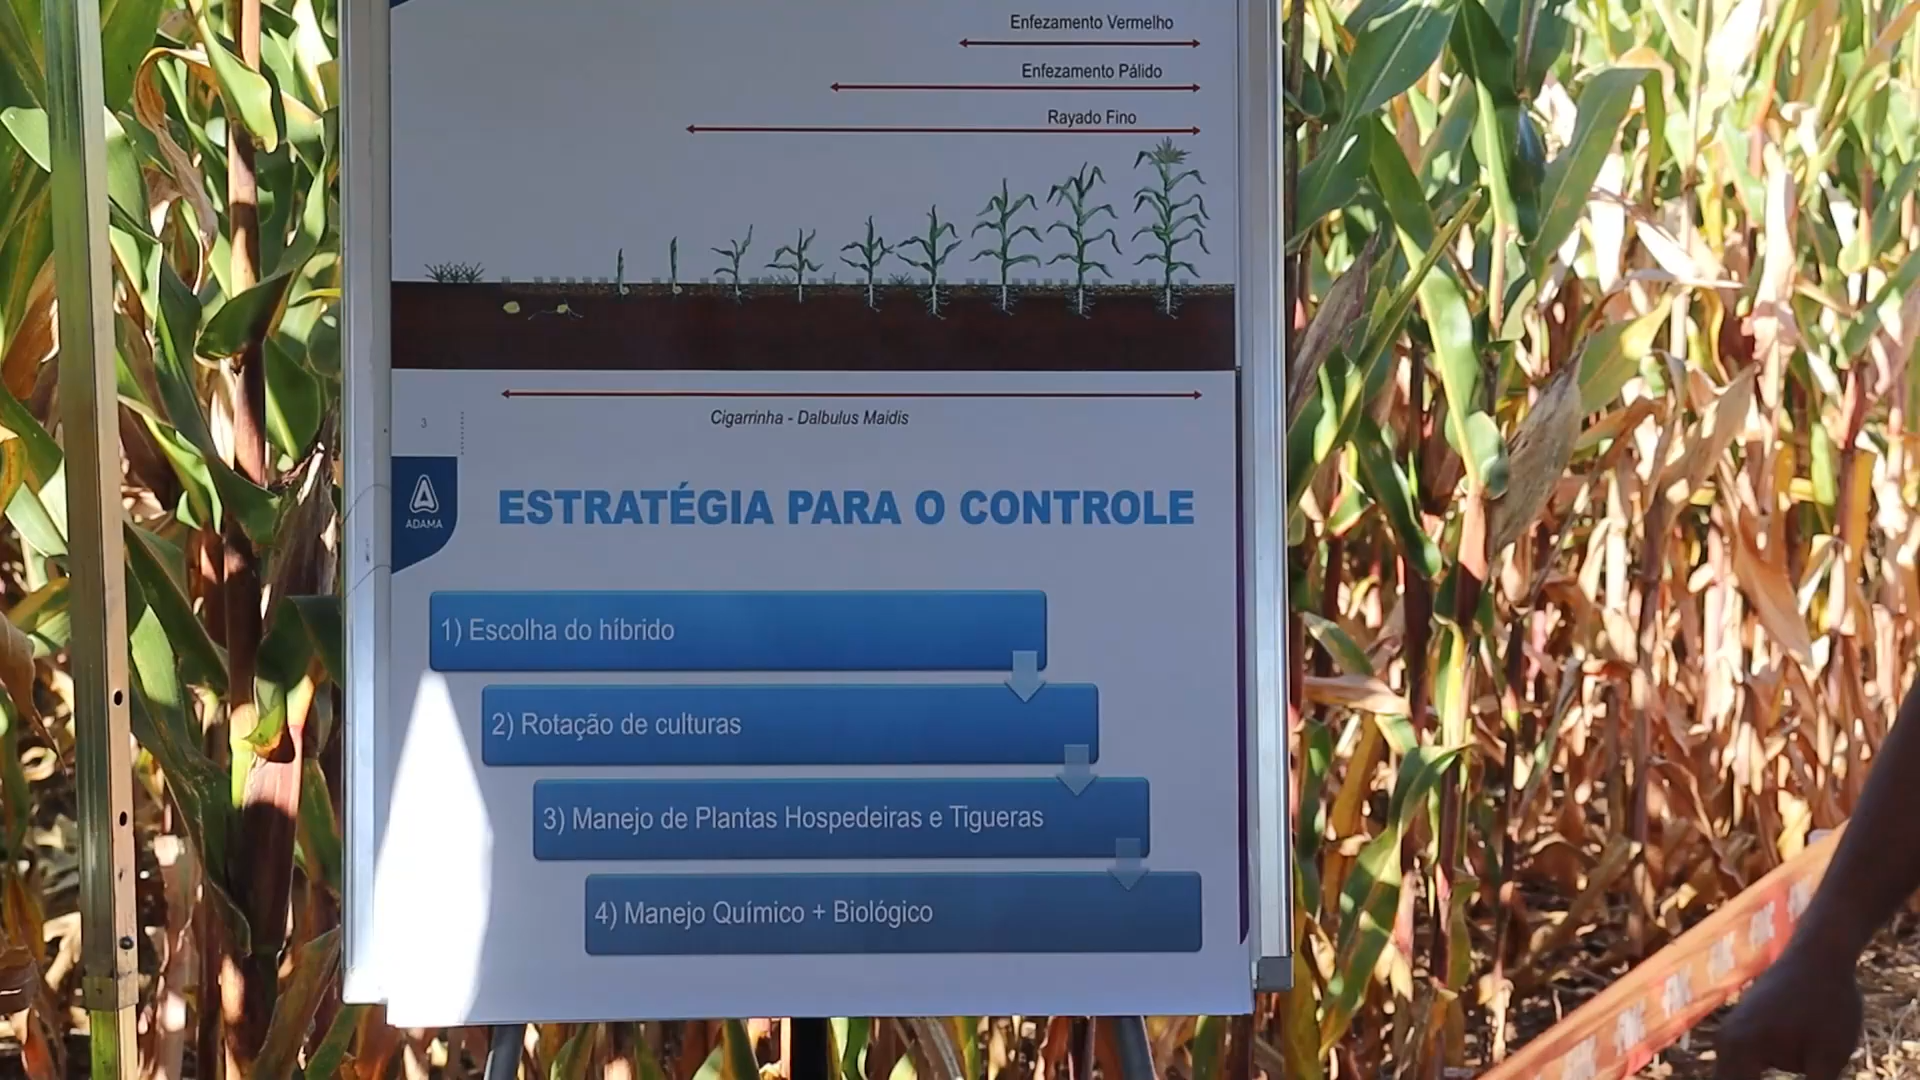 Enfezamento Vermelho
Enfezamento Pálido
Rayado Fino
Cigarrinha - Dalbulus Maidis
3
ADAMA
ESTRATÉGIA PARA O CONTROLE
1) Escolha do híbrido
2) Rotação de culturas
3) Manejo de Plantas Hospedeiras e Tigueras
4) Manejo Químico + Biológico